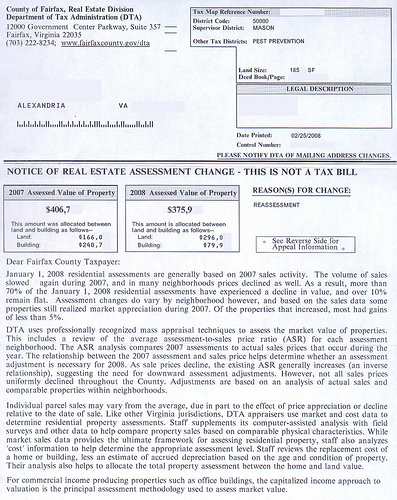 County of Fairfax, Real Estate Division
Department of Tax Administration (DTA)
12000 Government Center Parkway, Suite 357
Fairfax, Virginia 22035
(703) 222-8234; www.fairfaxcounty.gov/dta
Tax Map Reference Number:
District Code: 50000
Supervisor District: MASON
Other Tax Districts: PEST PREVENTION
Land Size: 185 SF
Deed Book/Page:
LEGAL DESCRIPTION
ALEXANDRIA VA
Date Printed: 02/25/2008
Control Number:
PLEASE NOTIFY DTA OF MAILING ADDRESS CHANGES.
NOTICE OF REAL ESTATE ASSESSMENT CHANGE - THIS IS NOT A TAX BILL
2007 Assessed Value of Property
$406,7
This amount was allocated between
land and building as follows--
Land: $166,0
Building: $240,7
2008 Assessed Value of Property
$375,9
This amount was allocated between
land and building as follows--
Land: $296,0
Building: $79,9
REASON(S) FOR CHANGE:
REASSESSMENT
See Reverse Side for
Appeal Information
Dear Fairfax County Taxpayer:
January 1, 2008 residential assessments are generally based on 2007 sales activity. The volume of sales
slowed again during 2007, and in many neighborhoods prices declined as well. As a result, more than
70% of the January 1, 2008 residential assessments have experienced a decline in value, and over 10%
remain flat. Assessment changes do vary by neighborhood however, and based on the sales data some
properties still realized market appreciation during 2007. Of the properties that increased, most had gains
of less than 5%.
DTA uses professionally recognized mass appraisal techniques to assess the market value of properties.
This includes a review of the average assessment-to-sales price ratio (ASR) for each assessment
neighborhood. The ASR analysis compares 2007 assessments to actual sales prices that occur during the
year. The relationship between the 2007 assessment and sales price helps determine whether an assessment
adjustment is necessary for 2008. As sale prices decline, the existing ASR generally increases (an inverse
relationship), suggesting the need for downward assessment adjustments. However, not all sales prices
uniformly declined throughout the County. Adjustments are based on an analysis of actual sales and
comparable properties within neighborhoods.
Individual parcel sales may vary from the average, due in part to the effect of price appreciation or decline
relative to the date of sale. Like other Virginia jurisdictions, DTA appraisers use market and cost data to
determine residential property assessments. Staff supplements its computer-assisted analysis with field
surveys and other data to help compare property sales based on comparable physical characteristics. While
market sales data provides the ultimate framework for assessing residential property, staff also analyzes
'cost' information to help determine the appropriate assessment level. Staff reviews the replacement cost of
a home or building, less an estimate of accrued depreciation based on the age and condition of property.
Their analysis also helps to allocate the total property assessment between the home and land value.
For commercial income producing properties such as office buildings, the capitalized income approach to
valuation is the principal assessment methodology used to assess market value.